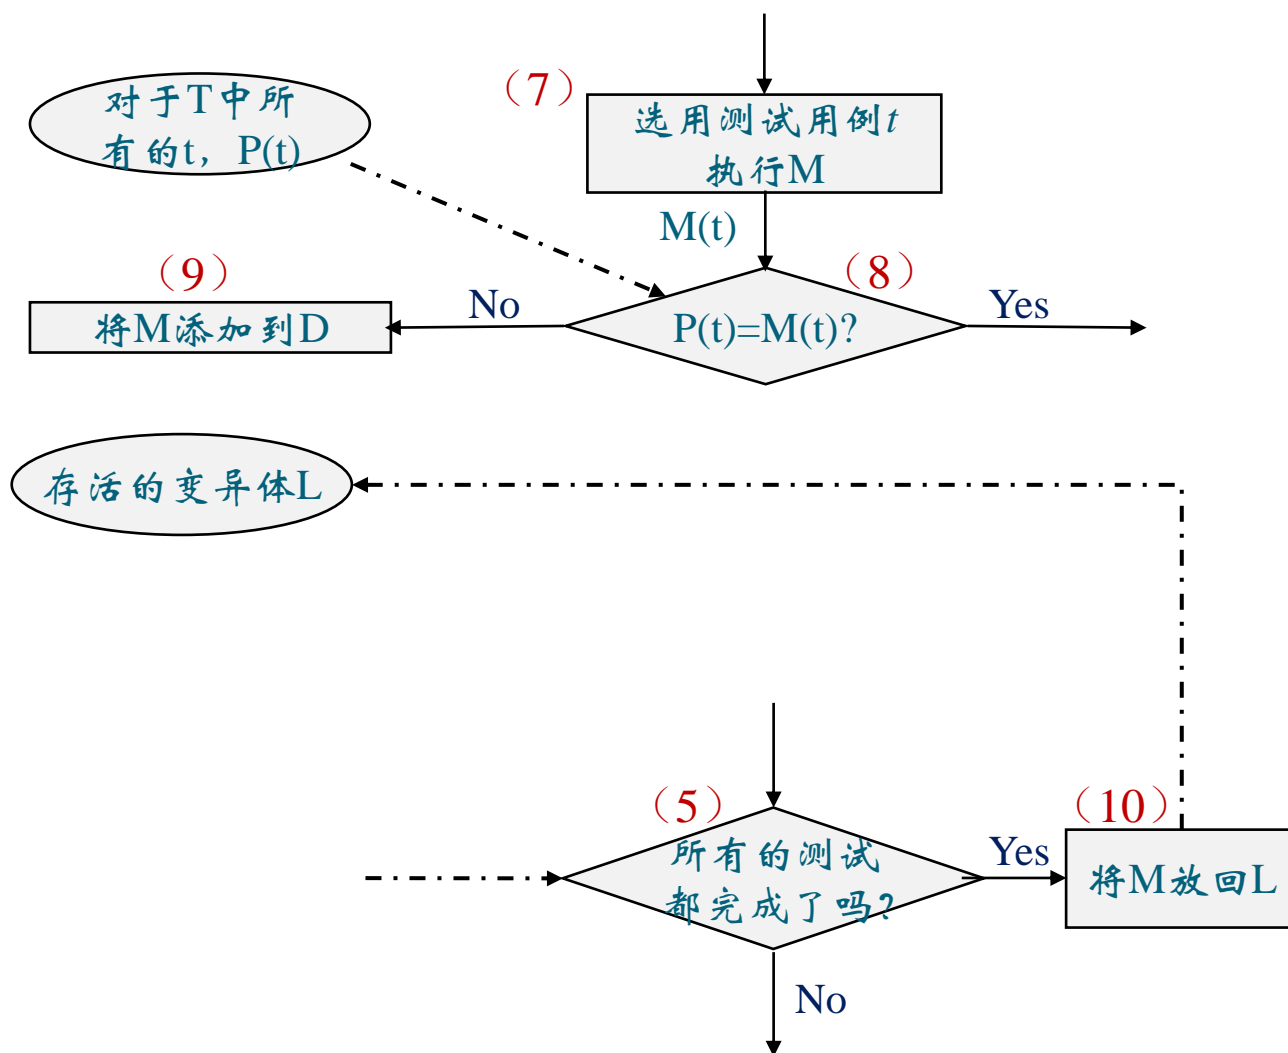 （7）
对于T中所
有的t，P(t)
选用测试用例t
执行M
M(t)
（9）
（8）
No
Yes
将M添加到D
P(t)=M(t)?
存活的变异体L
（5）
（10）
所有的测试
都完成了吗?
Yes
将M放回L
No